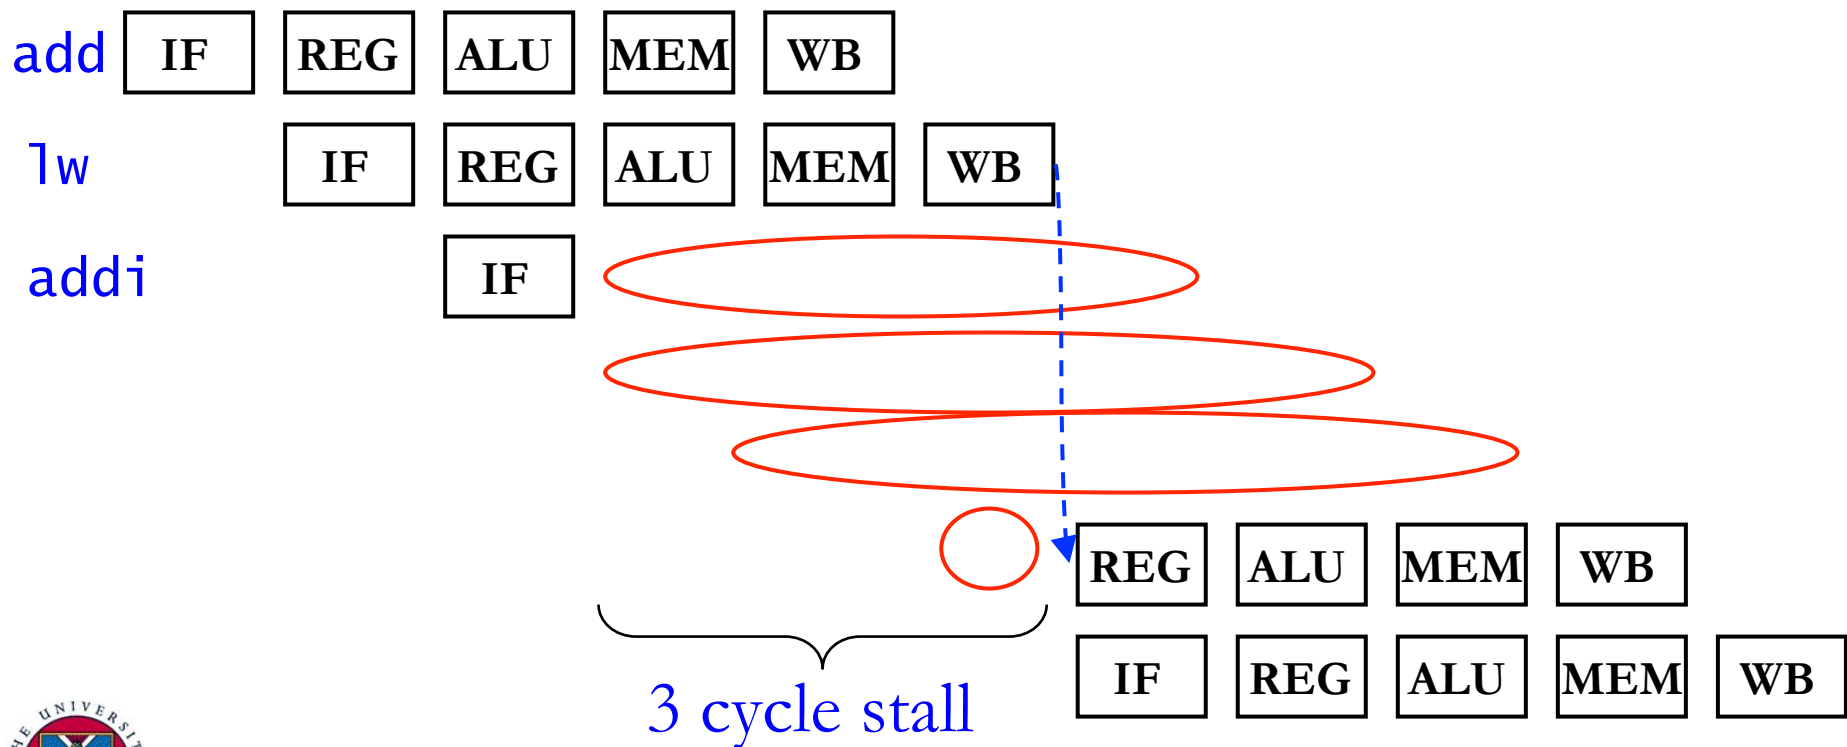 add IF REG ALU MEM WB
lw IF REG ALU MEM WB
addi IF
REG ALU MEM WB
IF REG ALU MEM WB
3 cycle stall